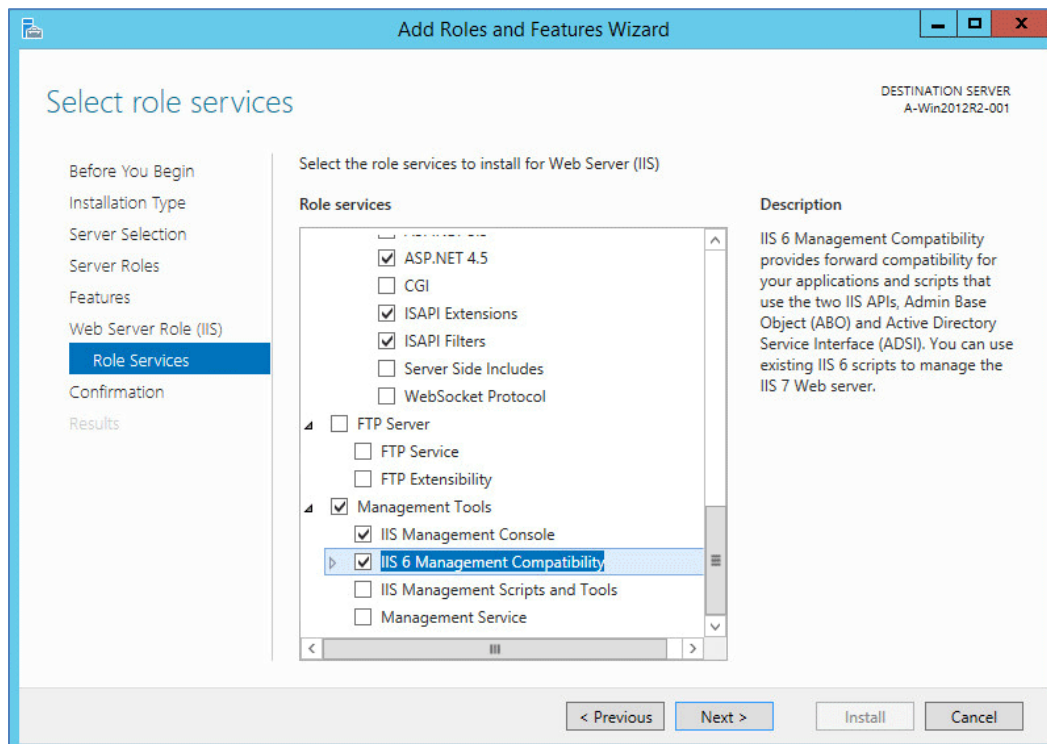 Add Roles and Features Wizard
Select role services
DESTINATION SERVER
A-Win2012R2-001
Before You Begin
Installation Type
Server Selection
Server Roles
Features
Web Server Role (IIS)
Role Services
Confirmation
Results
Select the role services to install for Web Server (IIS)
Role services
ASP.NET 4.5
CGI
ISAPI Extensions
ISAPI Filters
Server Side Includes
WebSocket Protocol
FTP Server
FTP Service
FTP Extensibility
Management Tools
IIS Management Console
IIS 6 Management Compatibility
IIS Management Scripts and Tools
Management Service
Description
IIS 6 Management Compatibility
provides forward compatibility for
your applications and scripts that
use the two IIS APIs, Admin Base
Object (ABO) and Active Directory
Service Interface (ADSI). You can use
existing IIS 6 scripts to manage the
IIS 7 Web server.
< Previous
Next >
Install
Cancel